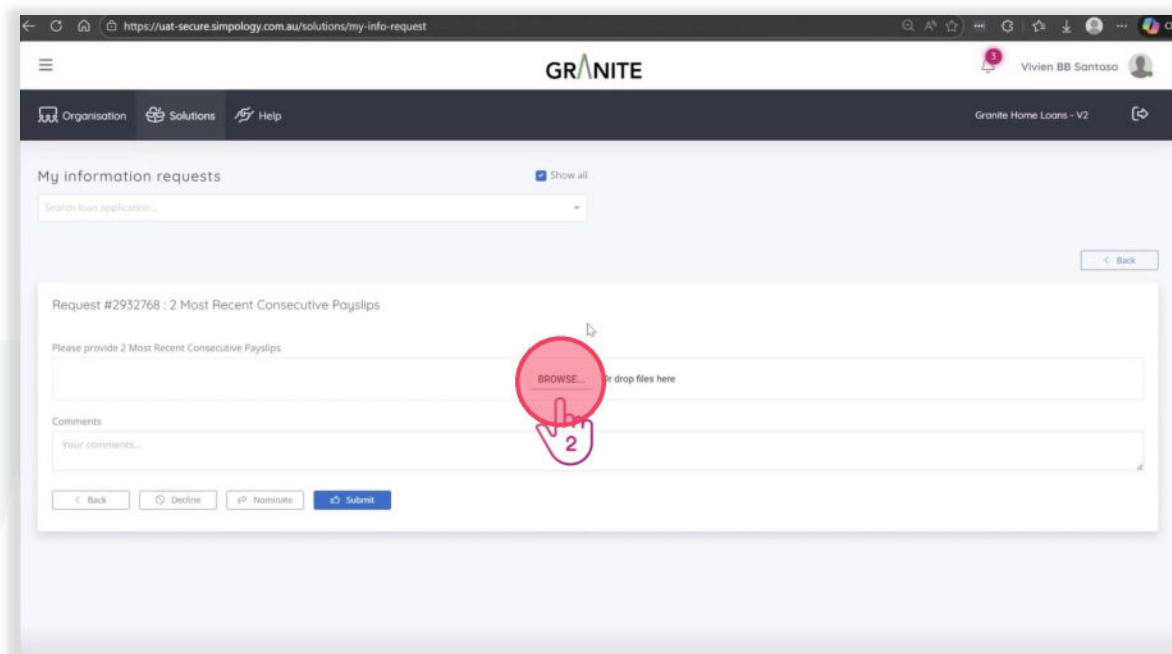 https://uat-secure.simpology.com.au/solutions/my-info-request
GRANITE
3
Vivien BB Santoso
Organisation Solutions Help
Granite Home Loans - V2
My information requests
Show all
Search loan application...
< Back
Request #2932768 : 2 Most Recent Consecutive Payslips
Please provide 2 Most Recent Consecutive Payslips
BROWSE... Or drop files here
2
Comments
Your comments...
< Back Decline Nominate Submit